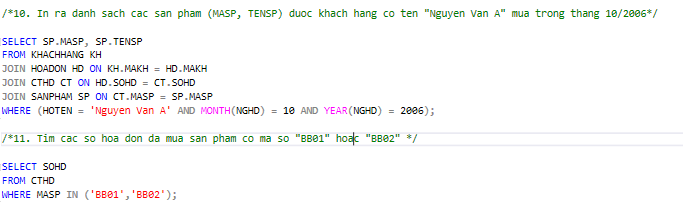 /*10. In ra danh sach cac san pham (MASP, TENSP) duoc khach hang co ten "Nguyen Van A" mua trong thang 10/2006*/
SELECT SP.MASP, SP.TENSP
FROM KHACHHANG KH
JOIN HOADON HD ON KH.MAKH = HD.MAKH
JOIN CTHD CT ON HD.SOHD = CT.SOHD
JOIN SANPHAM SP ON CT.MASP = SP.MASP
WHERE (HOTEN = 'Nguyen Van A' AND MONTH(NGHD) = 10 AND YEAR(NGHD) = 2006);
/*11. Tim cac so hoa don da mua san pham co ma so "BB01" hoac "BB02" */
SELECT SOHD
FROM CTHD
WHERE MASP IN ('BB01','BB02');